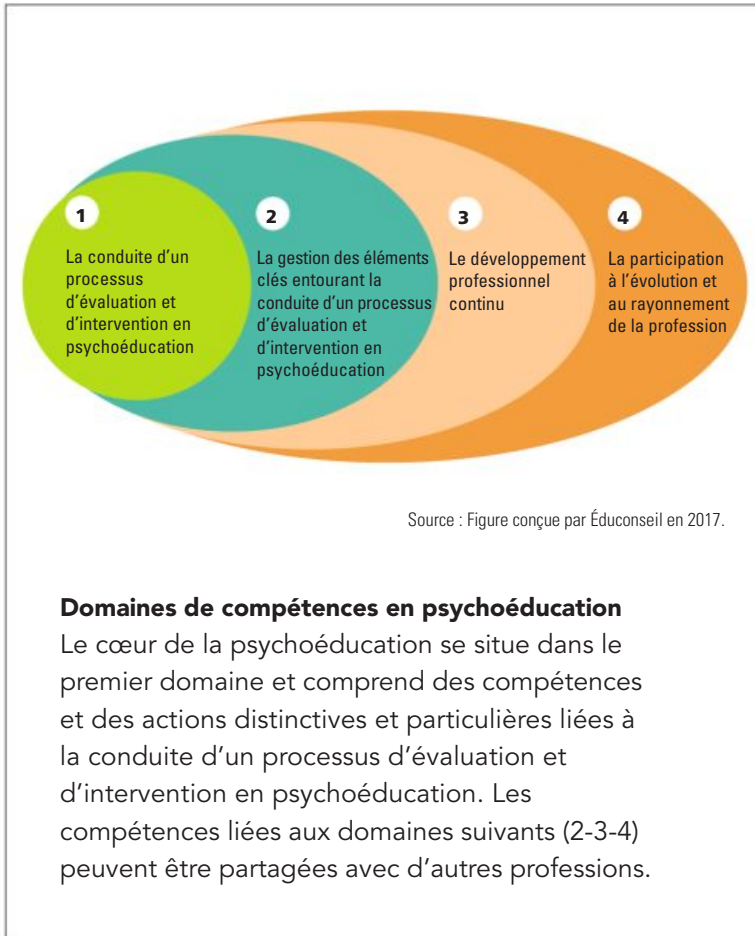 1
La conduite d'un
processus
d'évaluation et
d'intervention en
psychoéducation
2
La gestion des éléments
clés entourant la
conduite d'un processus
d'évaluation et
d'intervention en
psychoéducation
3
Le développement
professionnel
continu
4
La participation
à l'évolution et
au rayonnement
de la profession
Source : Figure conçue par Éduconseil en 2017.
Domaines de compétences en psychoéducation
Le cœur de la psychoéducation se situe dans le
premier domaine et comprend des compétences
et des actions distinctives et particulières liées à
la conduite d'un processus d'évaluation et
d'intervention en psychoéducation. Les
compétences liées aux domaines suivants (2-3-4)
peuvent être partagées avec d'autres professions.